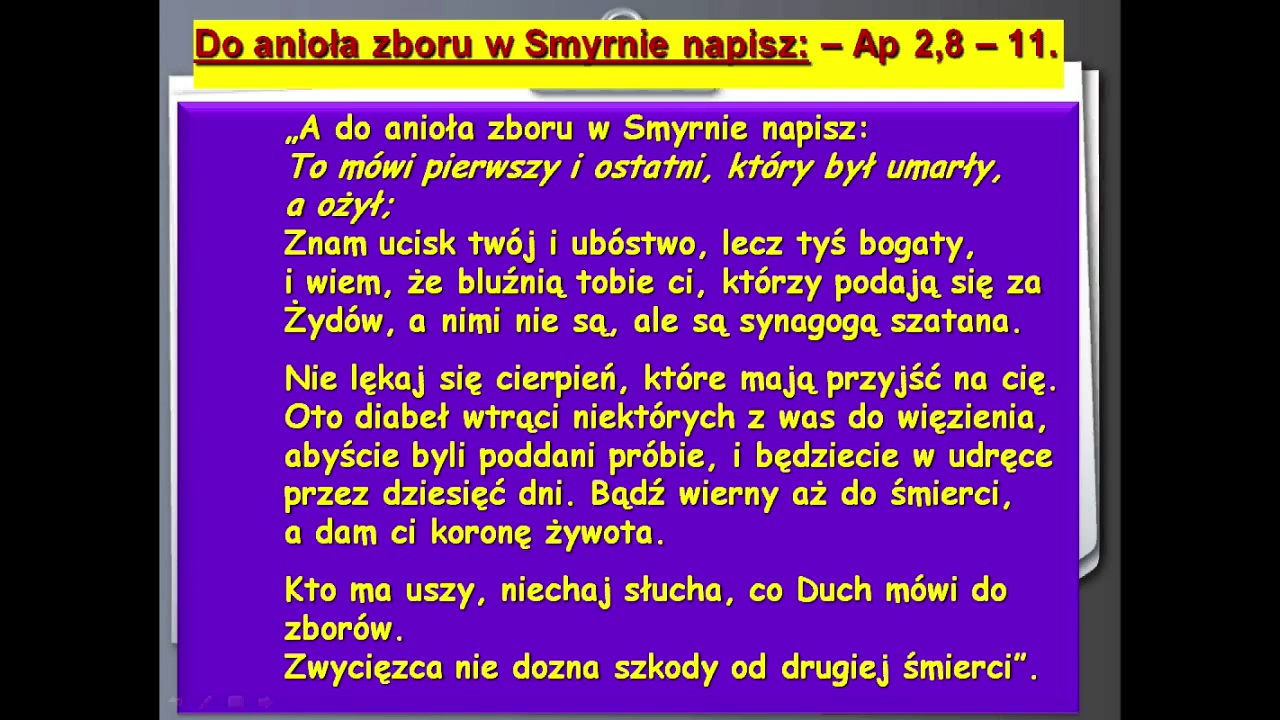 Do anioła zboru w Smyrnie napisz: – Ap 2,8 – 11.
„A do anioła zboru w Smyrnie napisz:
To mówi pierwszy i ostatni, który był umarły,
a ożył;
Znam ucisk twój i ubóstwo, lecz tyś bogaty,
i wiem, że bluźnią tobie ci, którzy podają się za
Żydów, a nimi nie są, ale są synagogą szatana.
Nie lękaj się cierpień, które mają przyjść na cię.
Oto diabeł wtrąci niektórych z was do więzienia,
abyście byli poddani próbie, i będziecie w udręce
przez dziesięć dni. Bądź wierny aż do śmierci,
a dam ci koronę żywota.
Kto ma uszy, niechaj słucha, co Duch mówi do
zborów.
Zwycięzca nie dozna szkody od drugiej śmierci”.